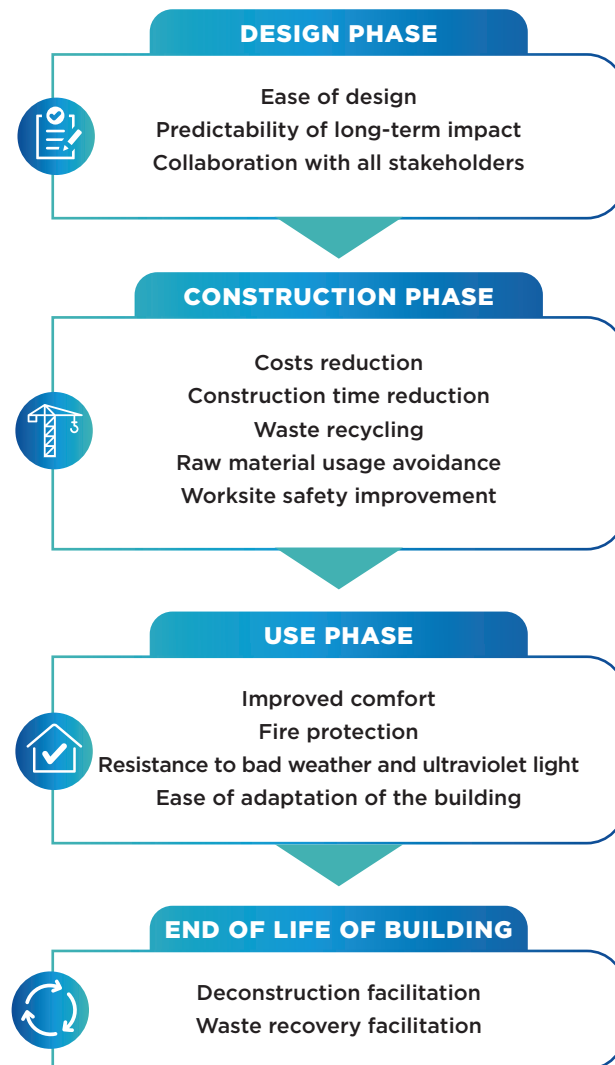 DESIGN PHASE
Ease of design
Predictability of long-term impact
Collaboration with all stakeholders
CONSTRUCTION PHASE
Costs reduction
Construction time reduction
Waste recycling
Raw material usage avoidance
Worksite safety improvement
USE PHASE
Improved comfort
Fire protection
Resistance to bad weather and ultraviolet light
Ease of adaptation of the building
END OF LIFE OF BUILDING
Deconstruction facilitation
Waste recovery facilitation